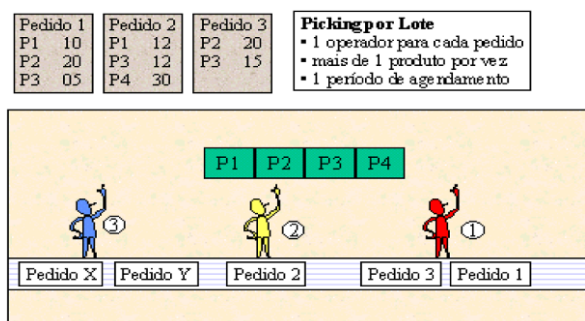 Pedido 1
P1 10
P2 20
P3 05
Pedido 2
P1 12
P3 12
P4 30
Pedido 3
P2 20
P3 15
Picking por Lote
▪ 1 operador para cada pedido
▪ mais de 1 produto por vez
▪ 1 período de agendamento
P1 P2 P3 P4
3 2 1
Pedido X Pedido Y Pedido 2 Pedido 3 Pedido 1